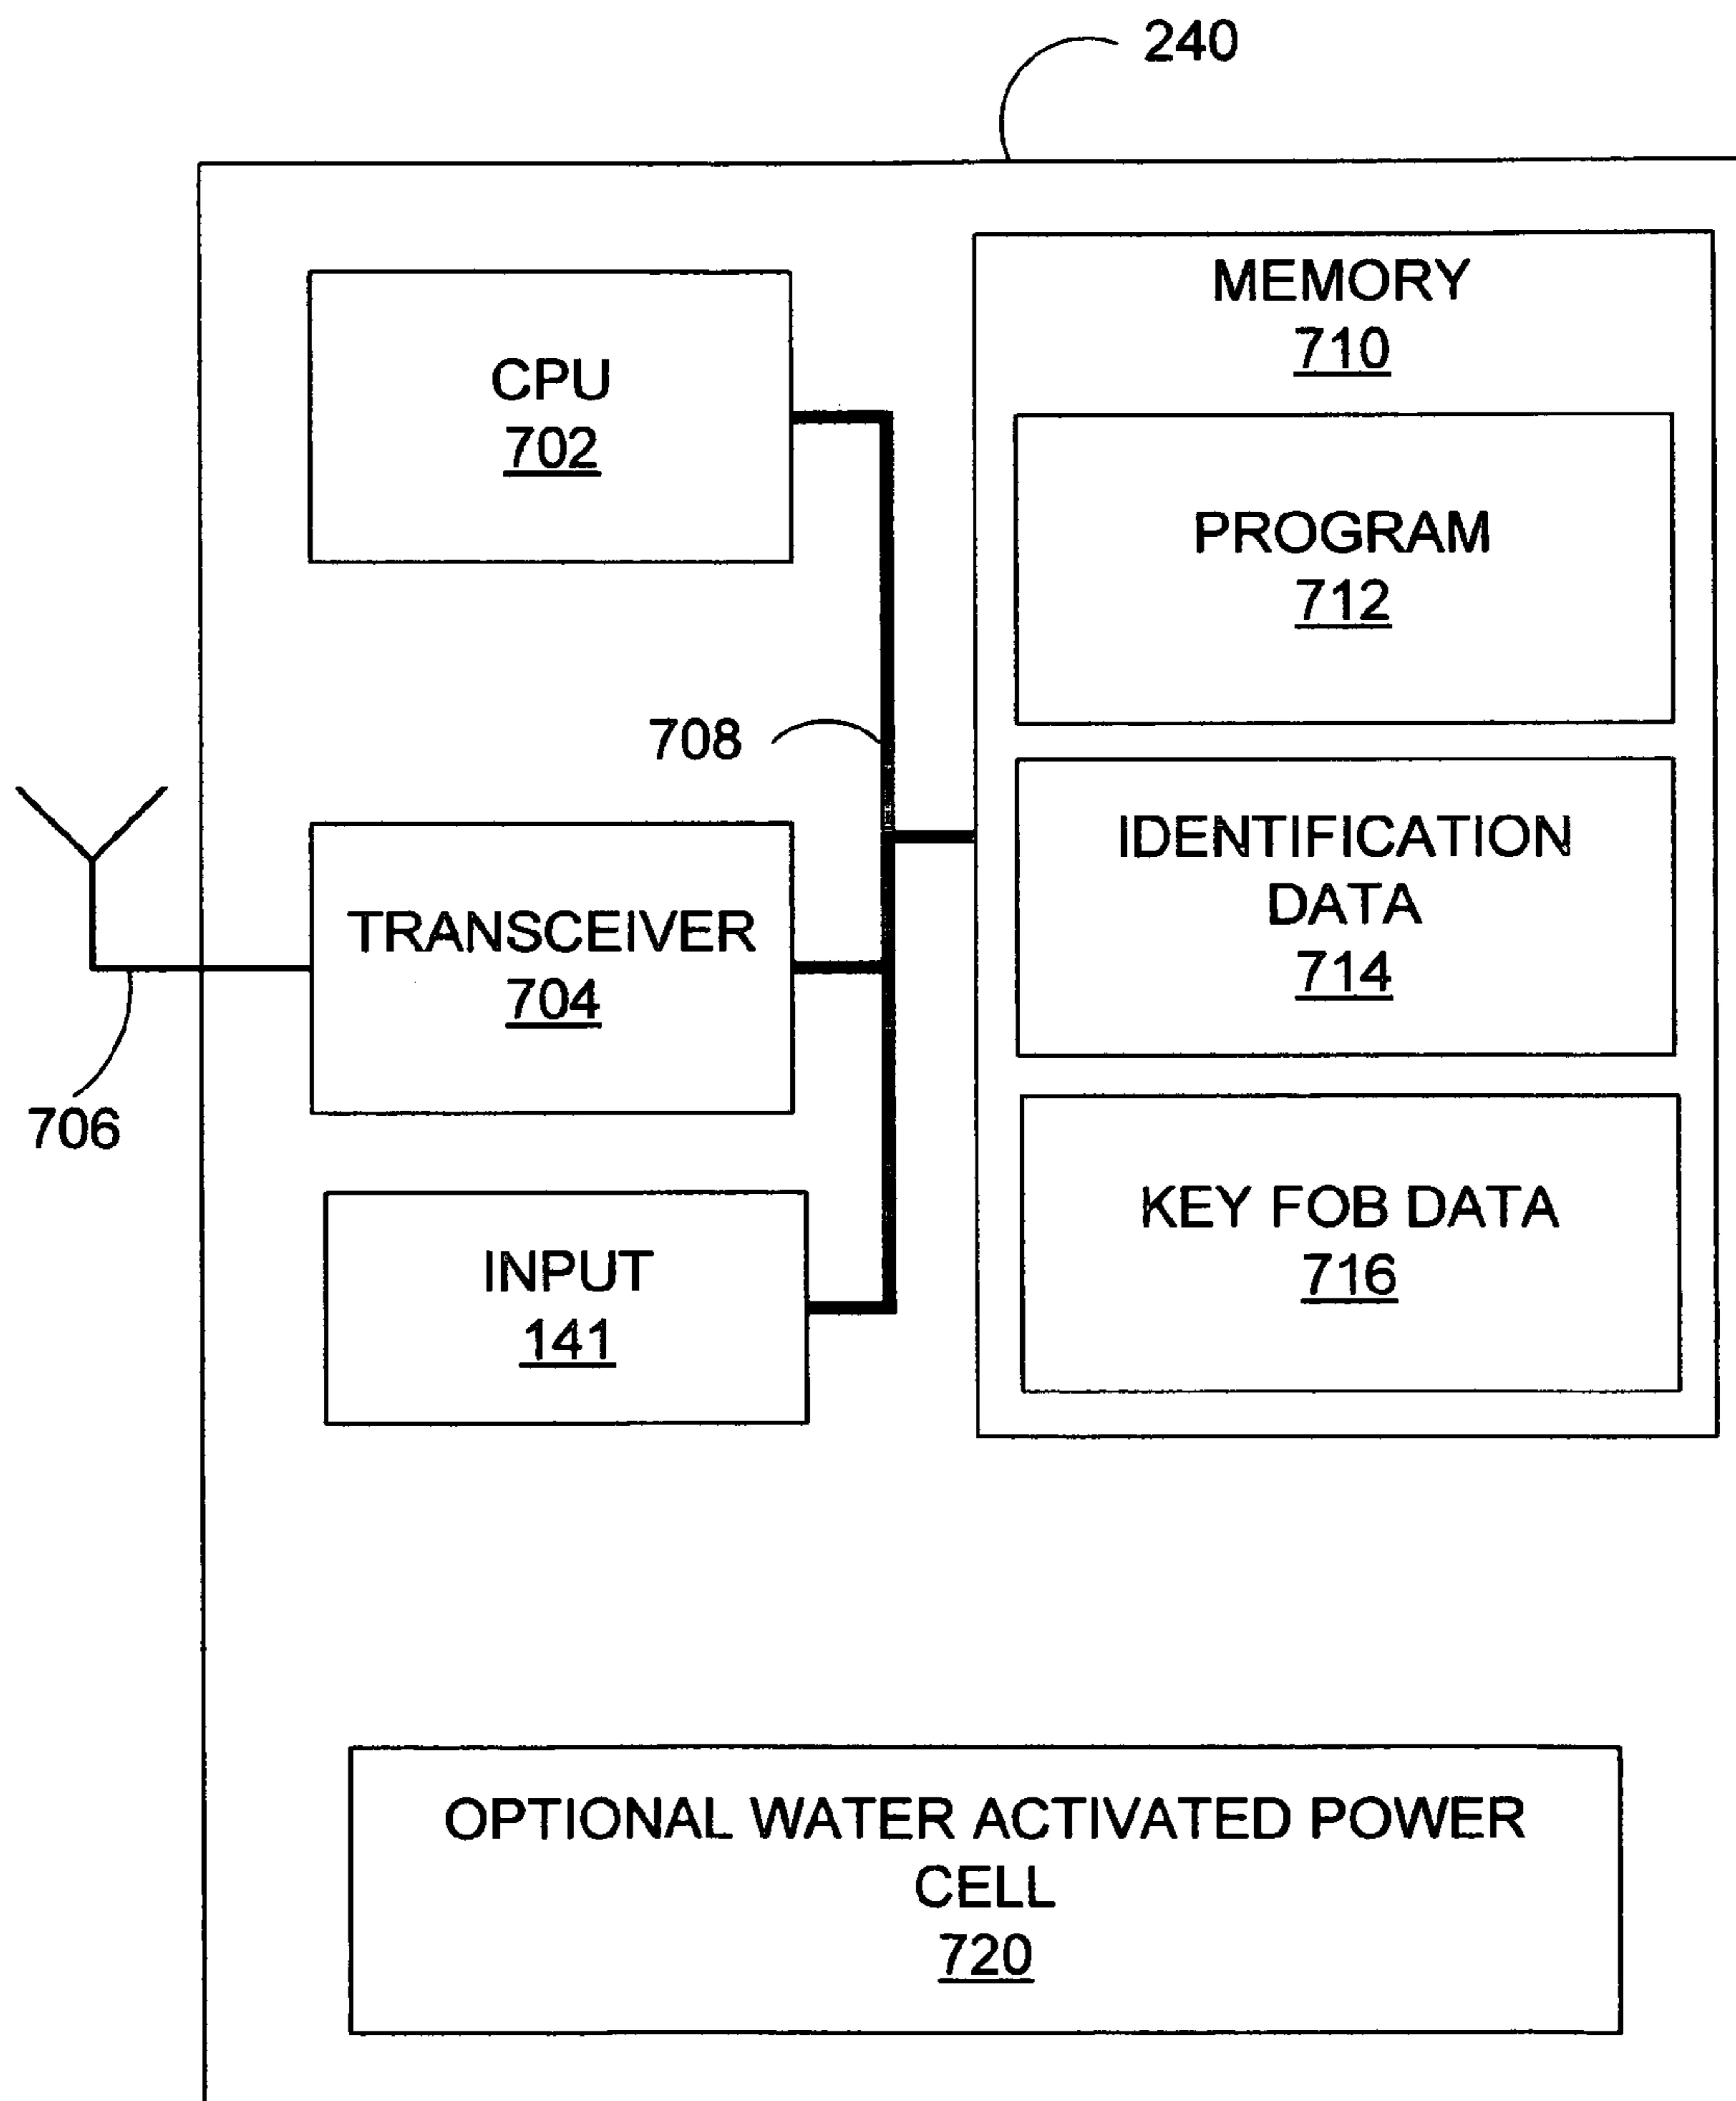 240
MEMORY
710
CPU
702
PROGRAM
712
708
IDENTIFICATION
DATA
714
TRANSCEIVER
704
706
KEY FOB DATA
716
INPUT
141
OPTIONAL WATER ACTIVATED POWER
CELL
720